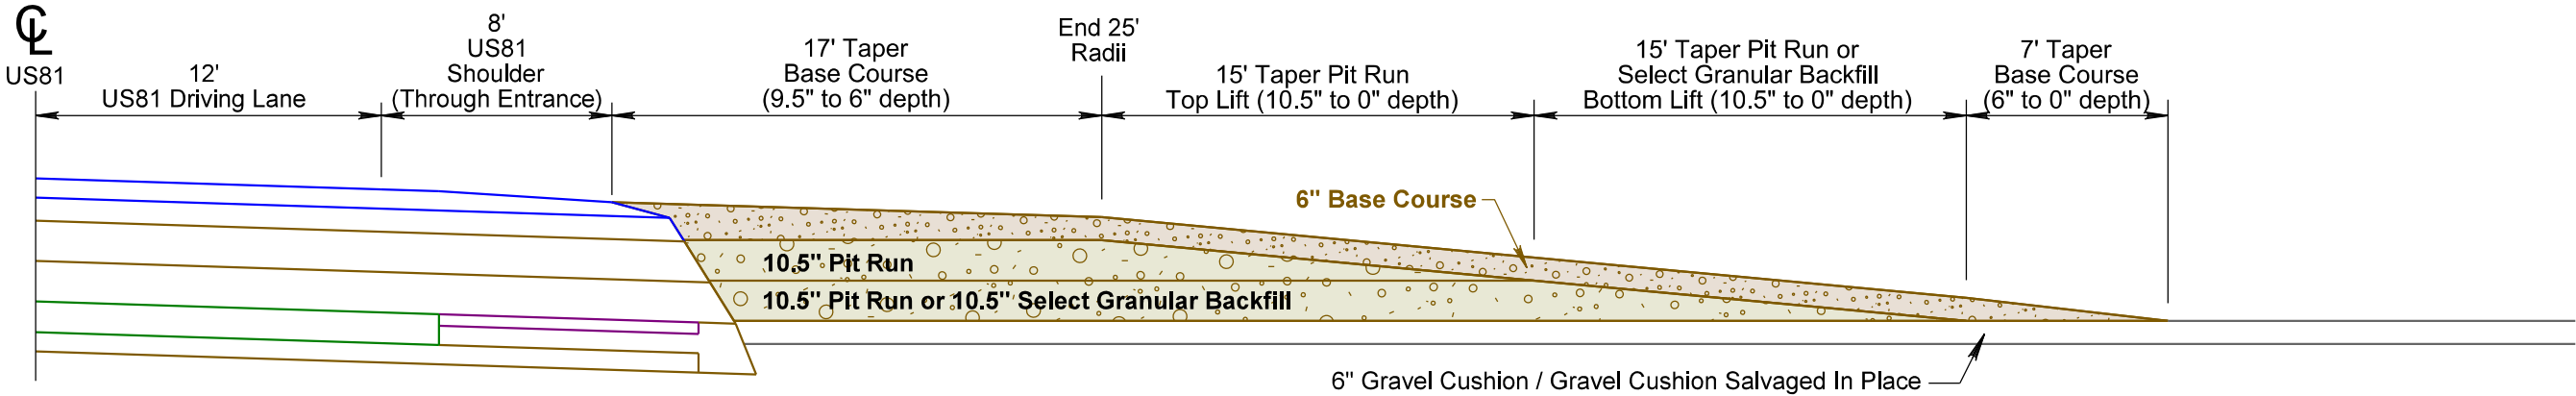 ℄
US81
12'
US81 Driving Lane
8'
US81
Shoulder
(Through Entrance)
17' Taper
Base Course
(9.5" to 6" depth)
End 25'
Radii
15' Taper Pit Run
Top Lift (10.5" to 0" depth)
15' Taper Pit Run or
Select Granular Backfill
Bottom Lift (10.5" to 0" depth)
7' Taper
Base Course
(6" to 0" depth)
6" Base Course
10.5" Pit Run
10.5" Pit Run or 10.5" Select Granular Backfill
6" Gravel Cushion / Gravel Cushion Salvaged In Place